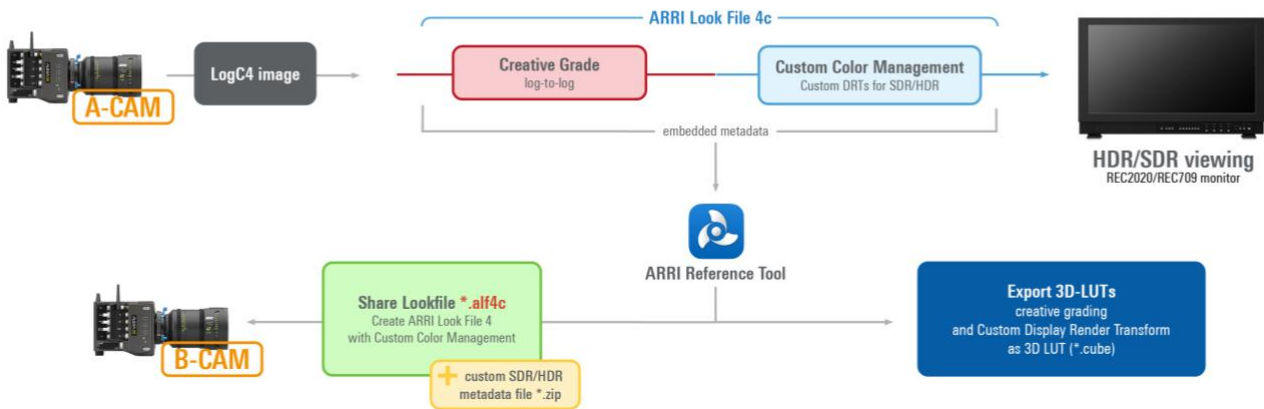 ARRI Look File 4c
A-CAM
LogC4 image
Creative Grade
log-to-log
Custom Color Management
Custom DRTs for SDR/HDR
embedded metadata
HDR/SDR viewing
REC2020/REC709 monitor
ARRI Reference Tool
B-CAM
Share Lookfile *.alf4c
Create ARRI Look File 4
with Custom Color Management
+ custom SDR/HDR
metadata file *.zip
Export 3D-LUTs
creative grading
and Custom Display Render Transform
as 3D LUT (*.cube)